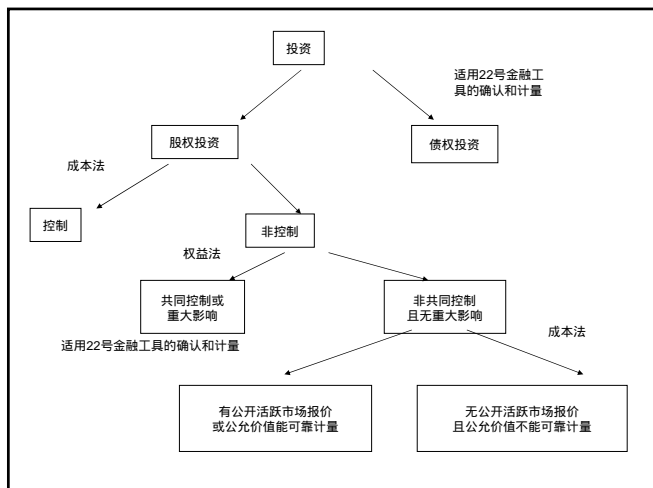 投资
适用22号金融工
具的确认和计量
股权投资
债权投资
成本法
控制
非控制
权益法
共同控制或
重大影响
非共同控制
且无重大影响
适用22号金融工具的确认和计量
成本法
有公开活跃市场报价
或公允价值能可靠计量
无公开活跃市场报价
且公允价值不能可靠计量